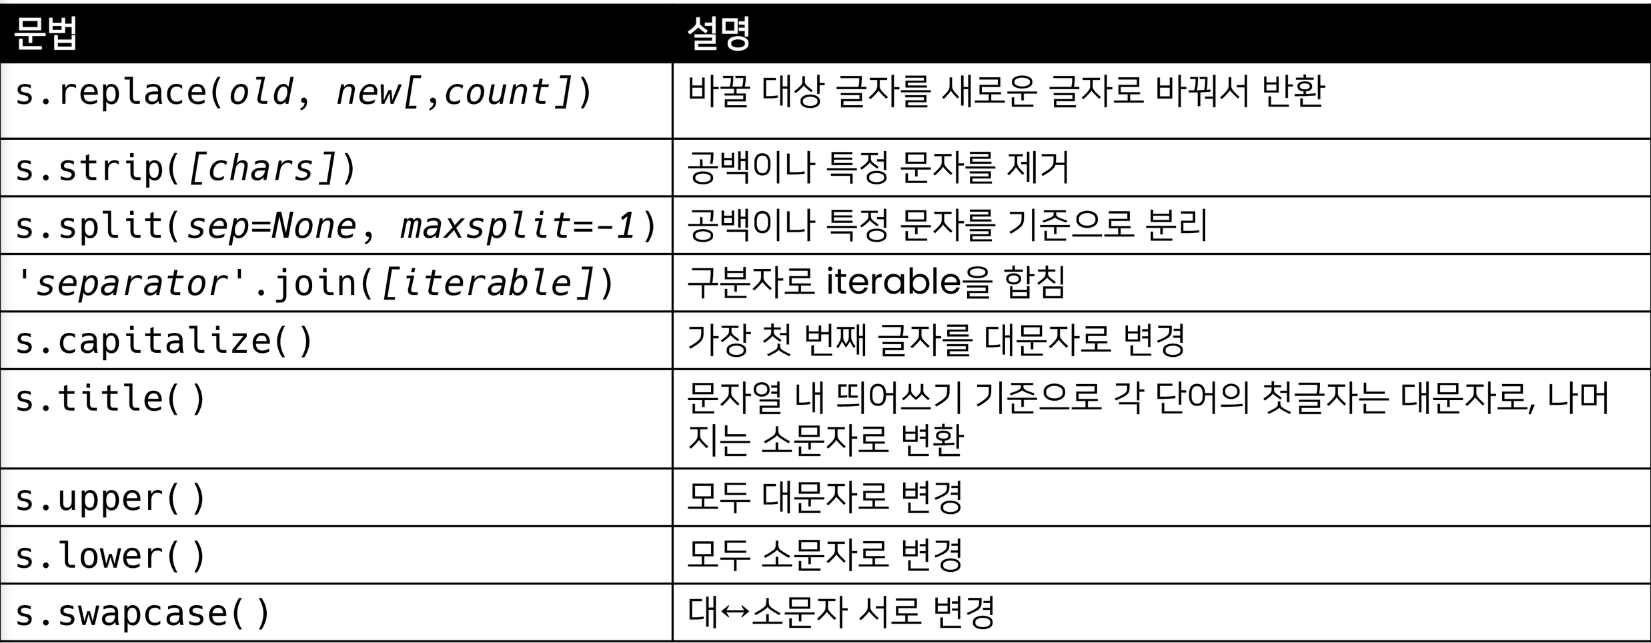 문법 설명
s.replace(old, new[,count]) 바꿀 대상 글자를 새로운 글자로 바꿔서 반환
s.strip([chars]) 공백이나 특정 문자를 제거
s.split(sep=None, maxsplit=-1) 공백이나 특정 문자를 기준으로 분리
'separator'.join([iterable]) 구분자로 iterable을 합침
s.capitalize() 가장 첫 번째 글자를 대문자로 변경
s.title() 문자열 내 띄어쓰기 기준으로 각 단어의 첫글자는 대문자로, 나머
지는 소문자로 변환
s.upper() 모두 대문자로 변경
s.lower() 모두 소문자로 변경
s.swapcase() 대↔소문자 서로 변경